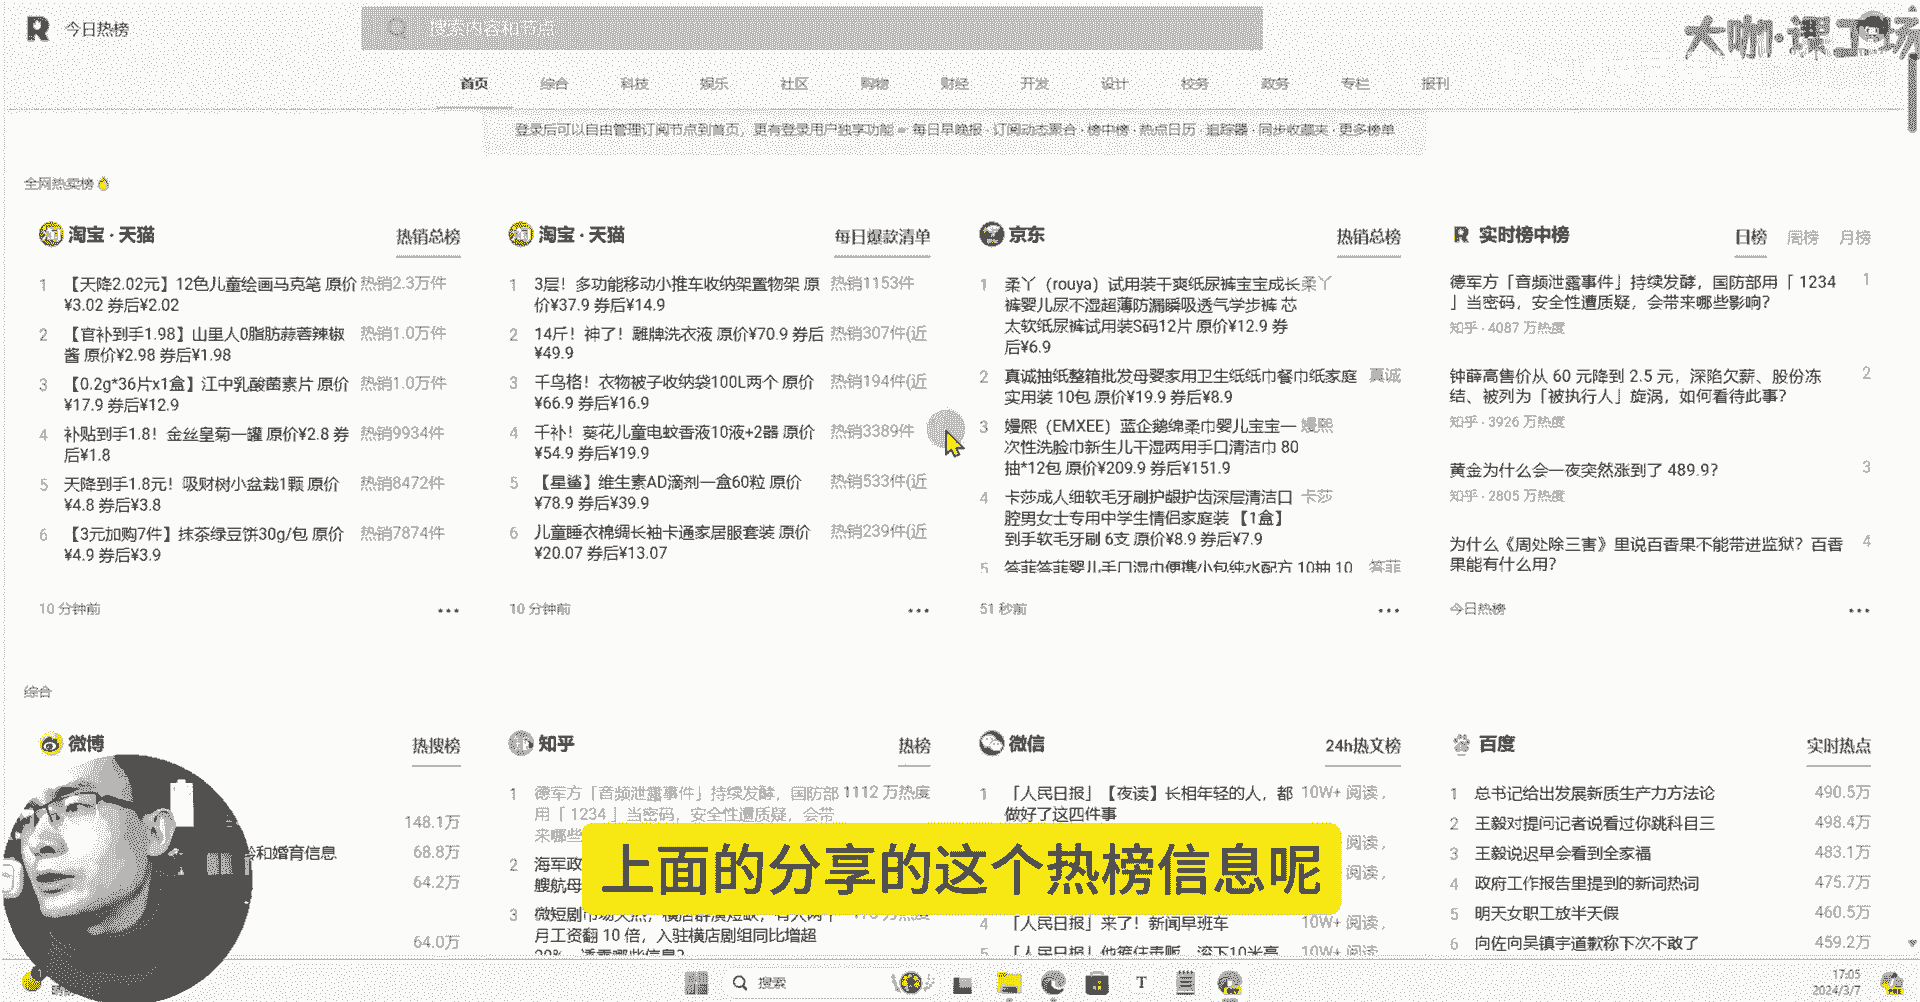 今日热榜
搜索内容和节点
大咖·课工场
首页 综合 科技 娱乐 社区 购物 财经 开发 设计 校务 政务 专栏 报刊
登录后可以自由管理订阅节点到首页，更有登录用户独享功能 = 每日早晚报 · 订阅动态聚合 · 榜中榜 · 热点日历 · 追踪器 · 同步收藏夹 · 更多榜单
全网热卖榜
淘宝 · 天猫 热销总榜
1 【天降2.02元】12色儿童绘画马克笔 原价 热销2.3万件
¥3.02 券后¥2.02
2 【官补到手1.98】山里人0脂肪蒜蓉辣椒 热销1.0万件
酱 原价¥2.98 券后¥1.98
3 【0.2g*36片x1盒】江中乳酸菌素片 原价 热销1.0万件
¥17.9 券后¥12.9
4 补贴到手1.8！金丝皇菊一罐 原价¥2.8 券 热销9934件
后¥1.8
5 天降到手1.8元！吸财树小盆栽1颗 原价 热销8472件
¥4.8 券后¥3.8
6 【3元加购7件】抹茶绿豆饼30g/包 原价 热销7874件
¥4.9 券后¥3.9
10 分钟前
淘宝 · 天猫 每日爆款清单
1 3层！多功能移动小推车收纳架置物架 原 热销1153件
价¥37.9 券后¥14.9
2 14斤！神了！雕牌洗衣液 原价¥70.9 券后 热销307件(近
¥49.9
3 千鸟格！衣物被子收纳袋100L两个 原价 热销194件(近
¥66.9 券后¥16.9
4 千补！葵花儿童电蚊香液10液+2器 原价 热销3389件
¥54.9 券后¥19.9
5 【星鲨】维生素AD滴剂一盒60粒 原价 热销533件(近
¥78.9 券后¥39.9
6 儿童睡衣棉绸长袖卡通家居服套装 原价 热销239件(近
¥20.07 券后¥13.07
10 分钟前
京东 热销总榜
1 柔丫（rouya）试用装干爽纸尿裤宝宝成长 柔丫
裤婴儿尿不湿超薄防漏瞬吸透气学步裤 芯
太软纸尿裤试用装S码12片 原价¥12.9 券
后¥6.9
2 真诚抽纸整箱批发母婴家用卫生纸纸巾餐巾纸家庭 真诚
实用装 10包 原价¥19.9 券后¥8.9
3 嫚熙（EMXEE）蓝企鹅绵柔巾婴儿宝宝一 嫚熙
次性洗脸巾新生儿干湿两用手口清洁巾 80
抽*12包 原价¥209.9 券后¥151.9
4 卡莎成人细软毛牙刷护龈护齿深层清洁口 卡莎
腔男女士专用中学生情侣家庭装 【1盒】
到手软毛牙刷 6支 原价¥8.9 券后¥7.9
5 答菲答菲婴儿手口湿巾便携小包纯水配方 10抽 10 答菲
51 秒前
实时榜中榜 日榜 周榜 月榜
德军方「音频泄露事件」持续发酵，国防部用「 1234 1
」当密码，安全性遭质疑，会带来哪些影响？
知乎 · 4087 万热度
钟薛高售价从 60 元降到 2.5 元，深陷欠薪、股份冻 2
结、被列为「被执行人」旋涡，如何看待此事？
知乎 · 3926 万热度
黄金为什么会一夜突然涨到了 489.9？ 3
知乎 · 2805 万热度
为什么《周处除三害》里说百香果不能带进监狱？百香 4
果能有什么用？
今日热榜
综合
微博 热搜榜
148.1万
和婚育信息 68.8万
64.2万
64.0万
知乎 热榜
1 德军方「音频泄露事件」持续发酵，国防部 1112 万热度
用「 1234 」当密码，安全性遭质疑，会带
来哪些
2 海军政
艘航母
3
月工资翻 10 倍，入驻横店剧组同比增超
微信 24h热文榜
1 「人民日报」【夜读】长相年轻的人，都 10W+ 阅读，
做好了这四件事
阅读，
阅读，
4 「人民日报」来了！新闻早班车 10W+ 阅读，
5 10W+ 阅读，
百度 实时热点
1 总书记给出发展新质生产力方法论 490.5万
2 王毅对提问记者说看过你跳科目三 498.4万
3 王毅说迟早会看到全家福 483.1万
4 政府工作报告里提到的新词热词 475.7万
5 明天女职工放半天假 460.5万
6 向佐向吴镇宇道歉称下次不敢了 459.2万
上面的分享的这个热榜信息呢
搜索
17:05
2024/3/7